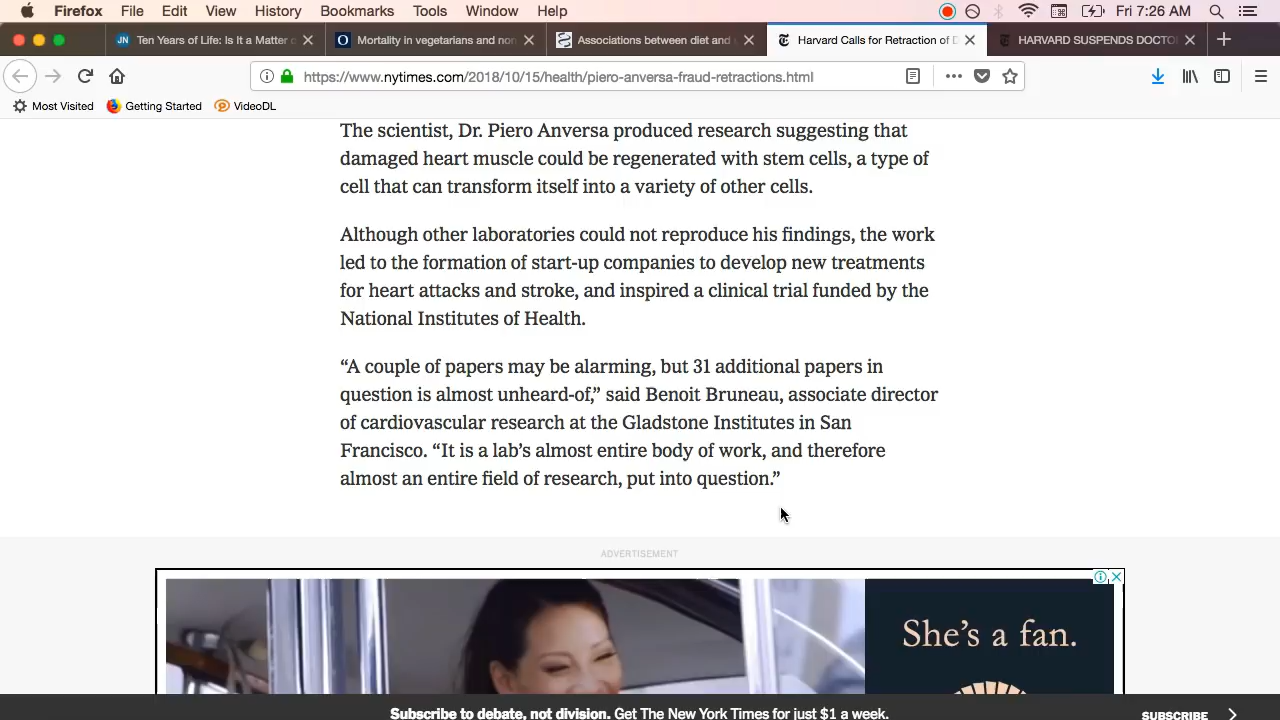 Firefox File Edit View History Bookmarks Tools Window Help Fri 7:26 AM
JN Ten Years of Life: Is It a Matter o
O Mortality in vegetarians and non
Associations between diet and
Harvard Calls for Retraction of D
HARVARD SUSPENDS DOCTO
https://www.nytimes.com/2018/10/15/health/piero-anversa-fraud-retractions.html
Most Visited Getting Started VideoDL
The scientist, Dr. Piero Anversa produced research suggesting that
damaged heart muscle could be regenerated with stem cells, a type of
cell that can transform itself into a variety of other cells.
Although other laboratories could not reproduce his findings, the work
led to the formation of start-up companies to develop new treatments
for heart attacks and stroke, and inspired a clinical trial funded by the
National Institutes of Health.
“A couple of papers may be alarming, but 31 additional papers in
question is almost unheard-of,” said Benoit Bruneau, associate director
of cardiovascular research at the Gladstone Institutes in San
Francisco. “It is a lab’s almost entire body of work, and therefore
almost an entire field of research, put into question.”
ADVERTISEMENT
She’s a fan.
Subscribe to debate, not division. Get The New York Times for just $1 a week.
SUBSCRIBE